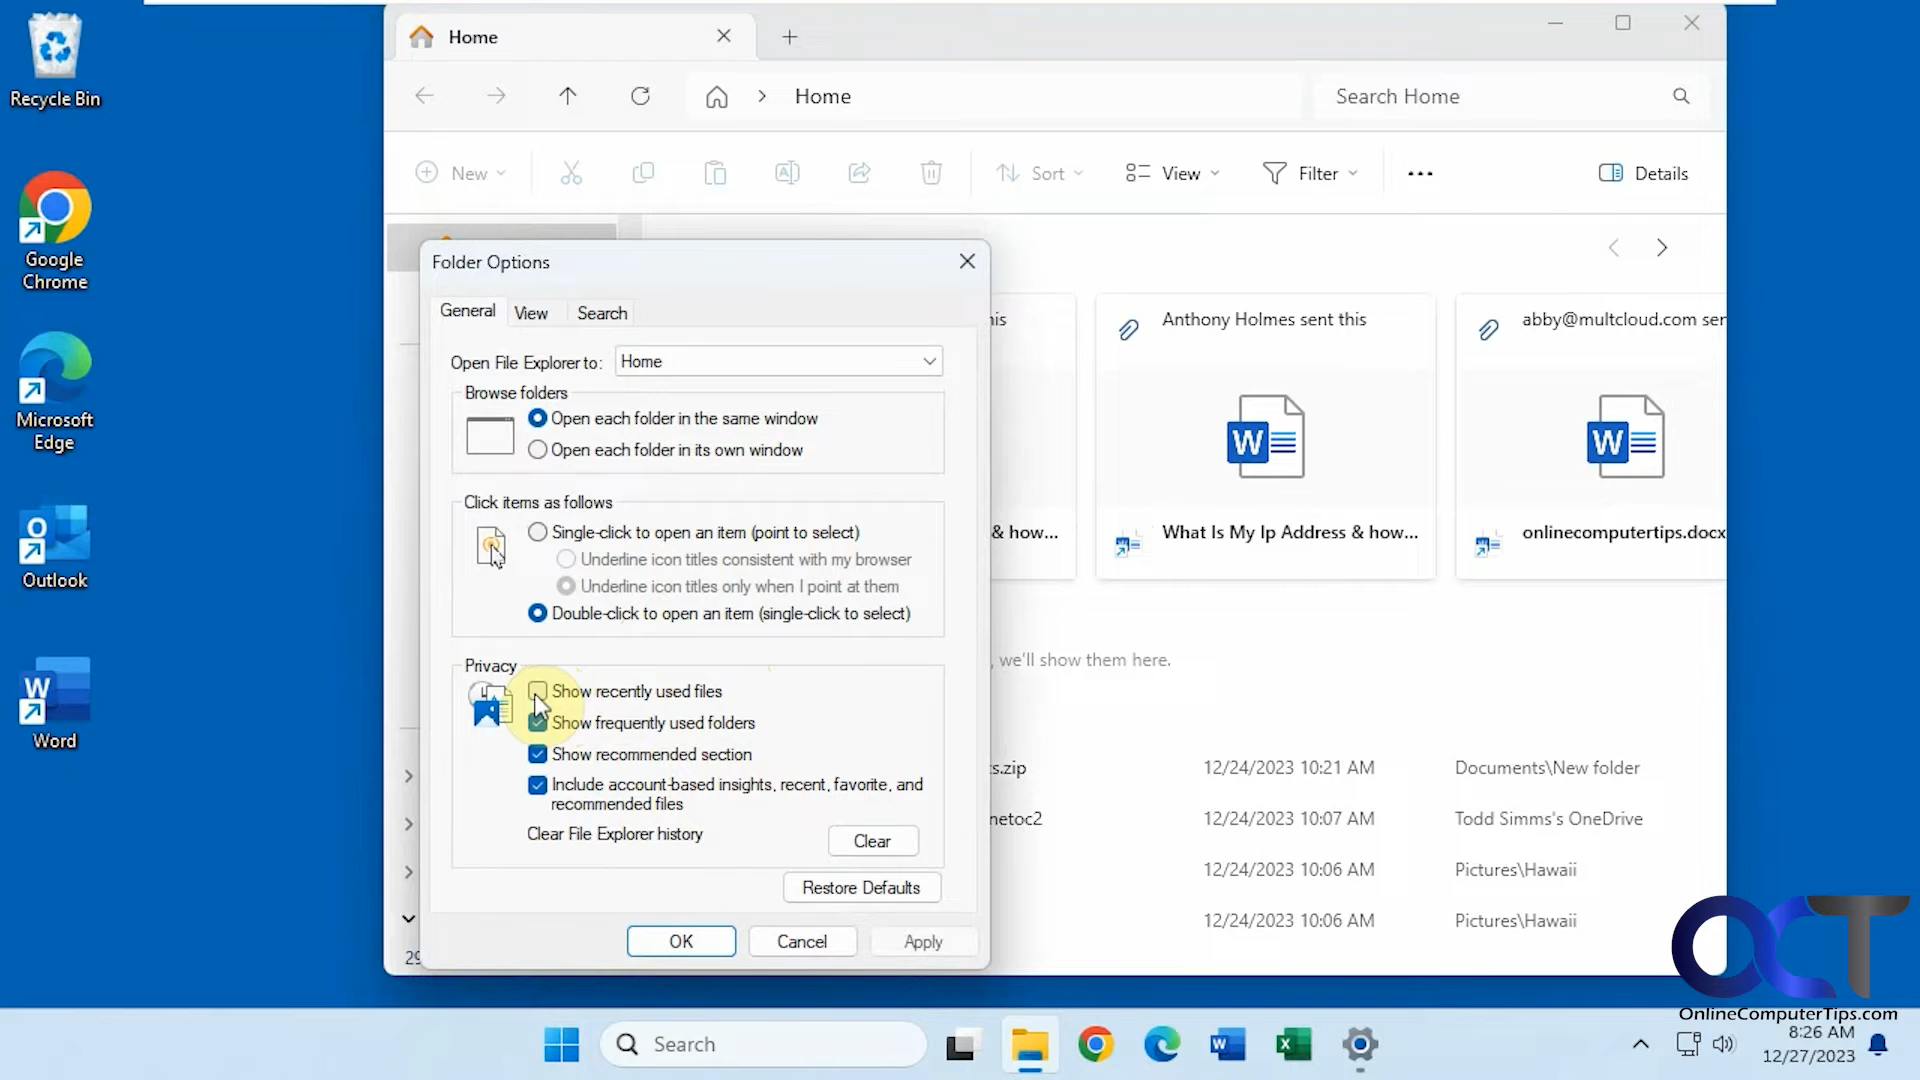 Recycle Bin
Google
Chrome
Microsoft
Edge
Outlook
Word
Home
Home
Search Home
New
Sort
View
Filter
Details
Folder Options
General
View
Search
Open File Explorer to:
Home
Browse folders
Open each folder in the same window
Open each folder in its own window
Click items as follows
Single-click to open an item (point to select)
Underline icon titles consistent with my browser
Underline icon titles only when I point at them
Double-click to open an item (single-click to select)
Privacy
Show recently used files
Show frequently used folders
Show recommended section
Include account-based insights, recent, favorite, and
recommended files
Clear File Explorer history
Clear
Restore Defaults
OK
Cancel
Apply
Anthony Holmes sent this
abby@multcloud.com
& how...
What Is My Ip Address & how...
onlinecomputertips.docx
, we'll show them here.
s.zip 12/24/2023 10:21 AM Documents\New folder
netoc2 12/24/2023 10:07 AM Todd Simms's OneDrive
12/24/2023 10:06 AM Pictures\Hawaii
12/24/2023 10:06 AM Pictures\Hawaii
OCT
OnlineComputerTips.com
Search
8:26 AM
12/27/2023